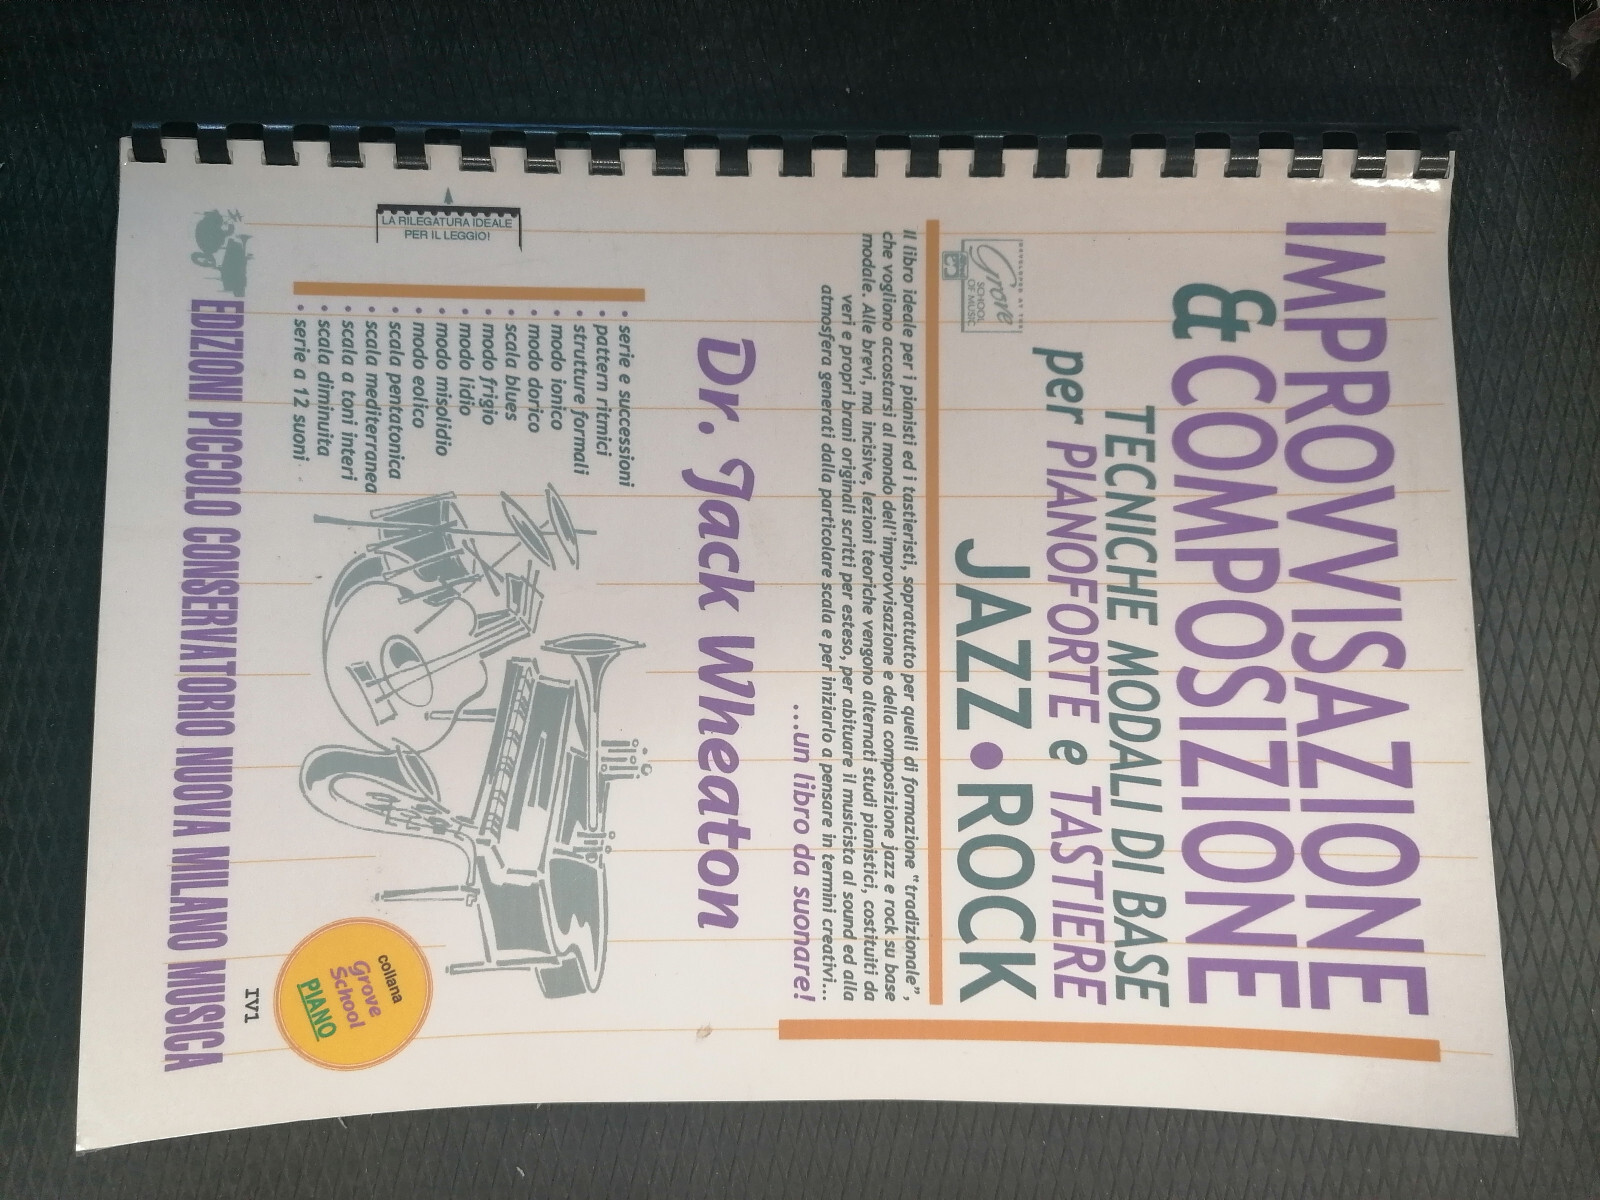 IMPROVVISAZIONE
& COMPOSIZIONE
TECNICHE MODALI DI BASE
per PIANOFORTE e TASTIERE
JAZZ • ROCK
DEVELOPED AT THE
Grove
SCHOOL
OF MUSIC
Il libro ideale per i pianisti ed i tastieristi, soprattutto per quelli di formazione "tradizionale",
che vogliono accostarsi al mondo dell'improvvisazione e della composizione jazz e rock su base
modale. Alle brevi, ma incisive, lezioni teoriche vengono alternati studi pianistici, costituiti da
veri e propri brani originali scritti per esteso, per abituare il musicista al sound ed alla
atmosfera generati dalla particolare scala e per iniziarlo a pensare in termini creativi...
...un libro da suonare!
Dr. Jack Wheaton
• serie e successioni
• pattern ritmici
• strutture formali
• modo ionico
• modo dorico
• scala blues
• modo frigio
• modo lidio
• modo misolidio
• modo eolico
• scala pentatonica
• scala mediterranea
• scala a toni interi
• scala diminuita
• serie a 12 suoni
LA RILEGATURA IDEALE
PER IL LEGGIO!
collana
Grove
School
PIANO
IV1
EDIZIONI PICCOLO CONSERVATORIO NUOVA MILANO MUSICA